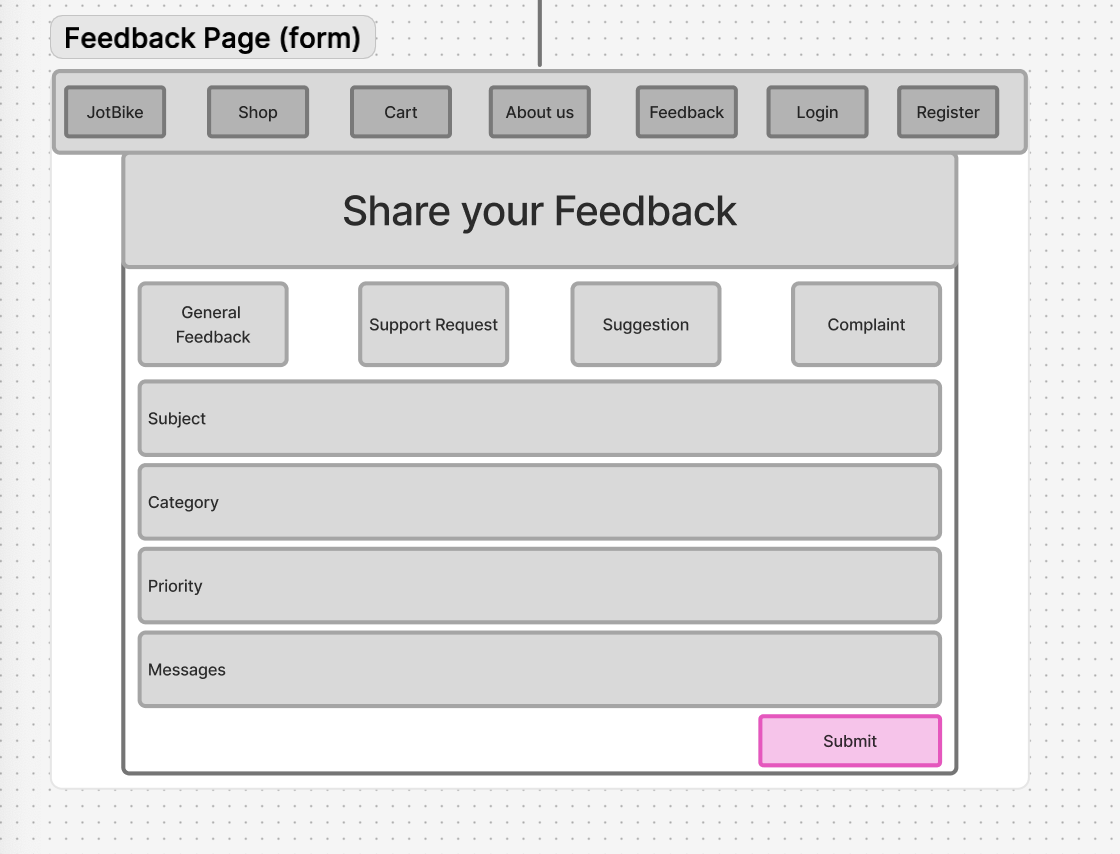 Feedback Page (form)
JotBike
Shop
Cart
About us
Feedback
Login
Register
Share your Feedback
General
Feedback
Support Request
Suggestion
Complaint
Subject
Category
Priority
Messages
Submit